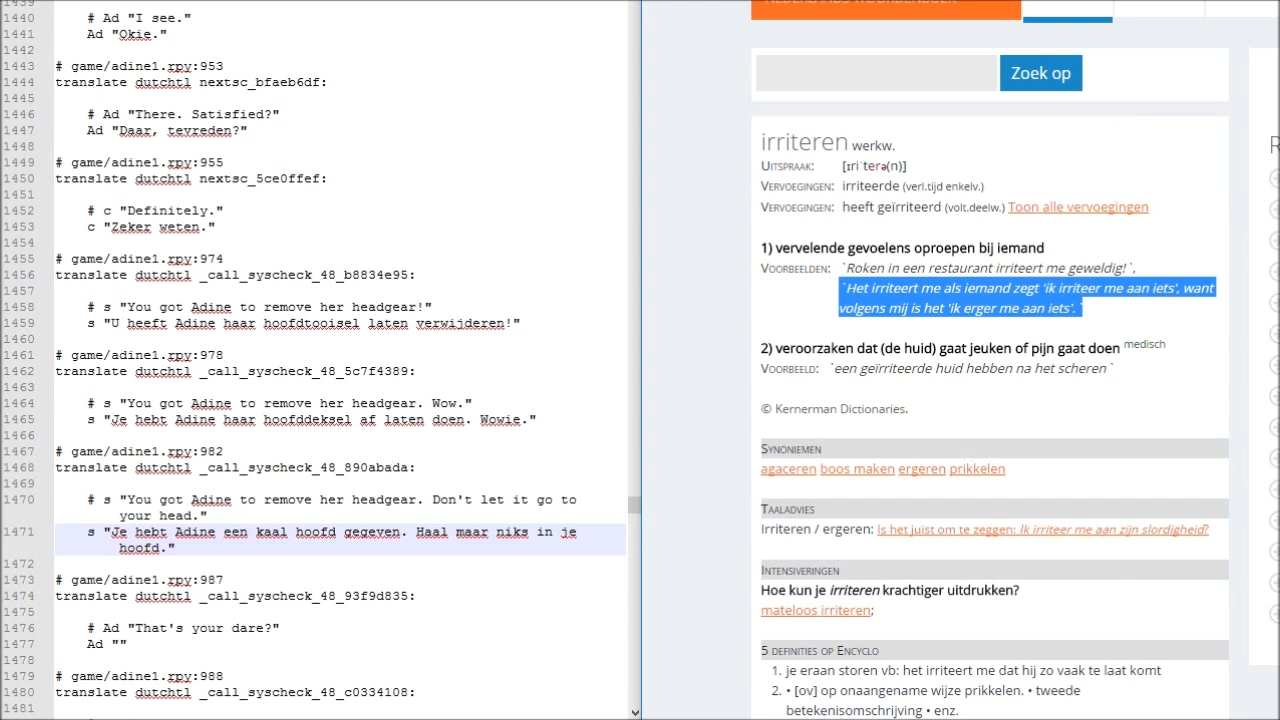 1439
1440 # Ad "I see."
1441 Ad "Okie."
1442
1443 # game/adine1.rpy:953
1444 translate dutchtl nextsc_bfaeb6df:
1445
1446 # Ad "There. Satisfied?"
1447 Ad "Daar, tevreden?"
1448
1449 # game/adine1.rpy:955
1450 translate dutchtl nextsc_5ce0ffef:
1451
1452 # c "Definitely."
1453 c "Zeker weten."
1454
1455 # game/adine1.rpy:974
1456 translate dutchtl _call_syscheck_48_b8834e95:
1457
1458 # s "You got Adine to remove her headgear!"
1459 s "U heeft Adine haar hoofdtooisel laten verwijderen!"
1460
1461 # game/adine1.rpy:978
1462 translate dutchtl _call_syscheck_48_5c7f4389:
1463
1464 # s "You got Adine to remove her headgear. Wow."
1465 s "Je hebt Adine haar hoofddeksel af laten doen. Wowie."
1466
1467 # game/adine1.rpy:982
1468 translate dutchtl _call_syscheck_48_890abada:
1469
1470 # s "You got Adine to remove her headgear. Don't let it go to
your head."
1471 s "Je hebt Adine een kaal hoofd gegeven. Haal maar niks in je
hoofd."
1472
1473 # game/adine1.rpy:987
1474 translate dutchtl _call_syscheck_48_93f9d835:
1475
1476 # Ad "That's your dare?"
1477 Ad ""
1478
1479 # game/adine1.rpy:988
1480 translate dutchtl _call_syscheck_48_c0334108:
1481
NEDERLANDS WOORDENBOEK
Zoek op
irriteren werkw.
UITSPRAAK: [ɪri'terə(n)]
VERVOEGINGEN: irriteerde (verl.tijd enkelv.)
VERVOEGINGEN: heeft geïrriteerd (volt.deelw.) Toon alle vervoegingen
1) vervelende gevoelens oproepen bij iemand
VOORBEELDEN: `Roken in een restaurant irriteert me geweldig!`,
`Het irriteert me als iemand zegt 'ik irriteer me aan iets', want
volgens mij is het 'ik erger me aan iets'. `
2) veroorzaken dat (de huid) gaat jeuken of pijn gaat doen medisch
VOORBEELD: `een geïrriteerde huid hebben na het scheren`
© Kernerman Dictionaries.
SYNONIEMEN
agaceren boos maken ergeren prikkelen
TAALADVIES
Irriteren / ergeren: Is het juist om te zeggen: Ik irriteer me aan zijn slordigheid?
INTENSIVERINGEN
Hoe kun je irriteren krachtiger uitdrukken?
mateloos irriteren;
5 DEFINITIES OP ENCYCLO
1. je eraan storen vb: het irriteert me dat hij zo vaak te laat komt
2. • [ov] op onaangename wijze prikkelen. • tweede
betekenisomschrijving • enz.
R